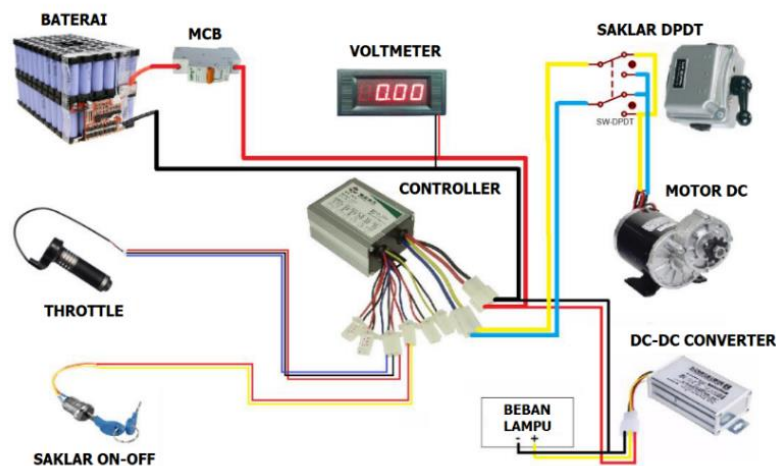 BATERAI
MCB
VOLTMETER
SAKLAR DPDT
0.00
SW-DPDT
CONTROLLER
MOTOR DC
THROTTLE
DC-DC CONVERTER
BEBAN
LAMPU
- +
SAKLAR ON-OFF